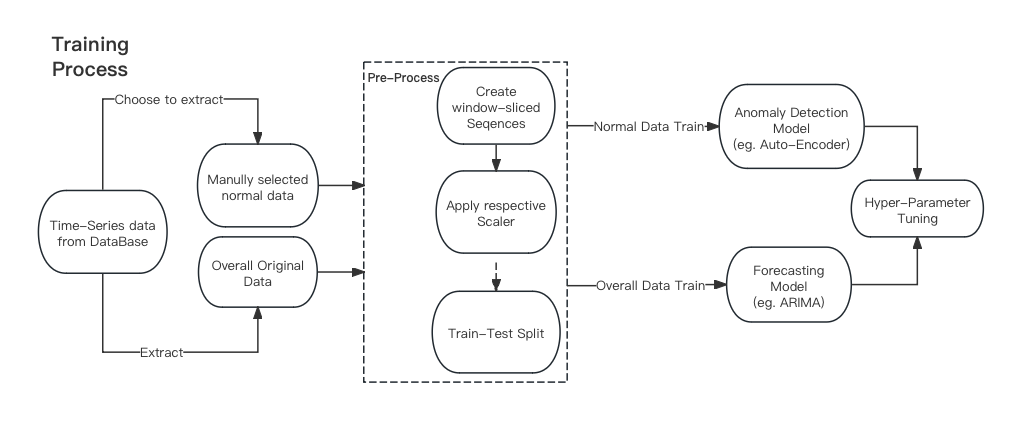 Training
Process
Choose to extract
Time-Series data
from DataBase
Extract
Manully selected
normal data
Overall Original
Data
Pre-Process
Create
window-sliced
Seqences
Apply respective
Scaler
Train-Test Split
Normal Data Train
Overall Data Train
Anomaly Detection
Model
(eg. Auto-Encoder)
Forecasting
Model
(eg. ARIMA)
Hyper-Parameter
Tuning